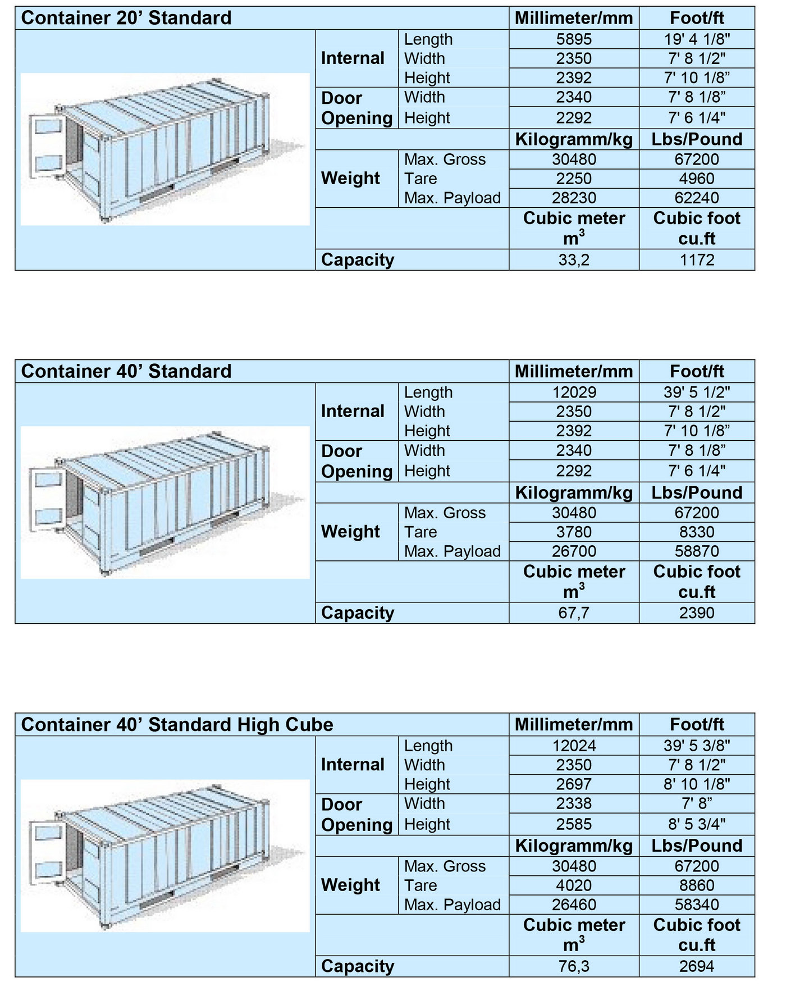 Container 20’ Standard Millimeter/mm Foot/ft
Internal Length 5895 19' 4 1/8"
Width 2350 7' 8 1/2"
Height 2392 7' 10 1/8”
Door Opening Width 2340 7' 8 1/8”
Height 2292 7' 6 1/4"
Kilogramm/kg Lbs/Pound
Weight Max. Gross 30480 67200
Tare 2250 4960
Max. Payload 28230 62240
Cubic meter m³ Cubic foot cu.ft
Capacity 33,2 1172
Container 40’ Standard Millimeter/mm Foot/ft
Internal Length 12029 39' 5 1/2"
Width 2350 7' 8 1/2"
Height 2392 7' 10 1/8”
Door Opening Width 2340 7' 8 1/8”
Height 2292 7' 6 1/4"
Kilogramm/kg Lbs/Pound
Weight Max. Gross 30480 67200
Tare 3780 8330
Max. Payload 26700 58870
Cubic meter m³ Cubic foot cu.ft
Capacity 67,7 2390
Container 40’ Standard High Cube Millimeter/mm Foot/ft
Internal Length 12024 39' 5 3/8"
Width 2350 7' 8 1/2"
Height 2697 8' 10 1/8"
Door Opening Width 2338 7' 8”
Height 2585 8' 5 3/4"
Kilogramm/kg Lbs/Pound
Weight Max. Gross 30480 67200
Tare 4020 8860
Max. Payload 26460 58340
Cubic meter m³ Cubic foot cu.ft
Capacity 76,3 2694